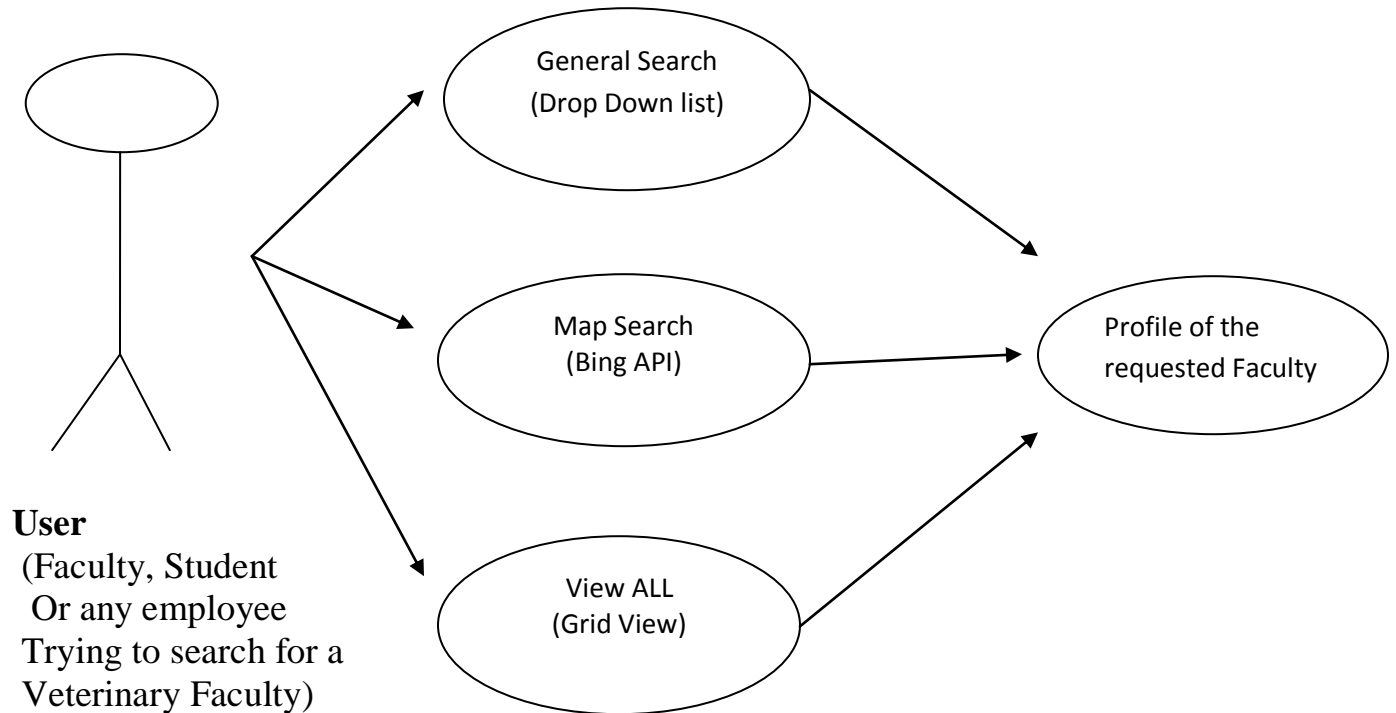 General Search
(Drop Down list)
Map Search
(Bing API)
Profile of the
requested Faculty
View ALL
(Grid View)
User
(Faculty, Student
Or any employee
Trying to search for a
Veterinary Faculty)